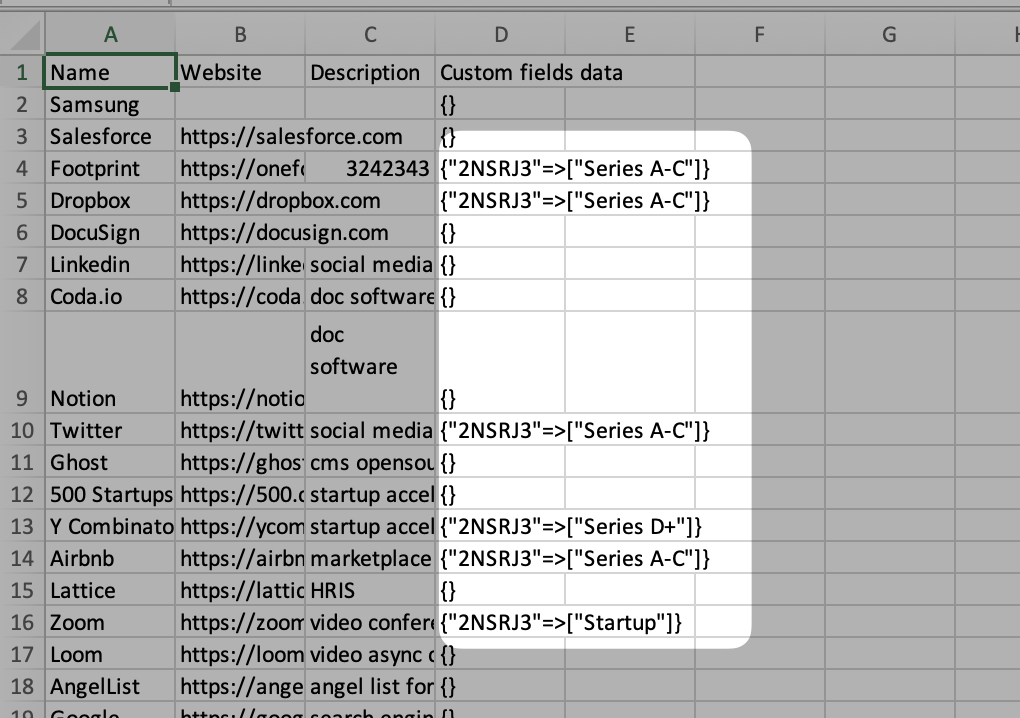 A B C D E F G
1 Name Website Description Custom fields data
2 Samsung {}
3 Salesforce https://salesforce.com {}
4 Footprint 3242343 {"2NSRJ3"=>["Series A-C"]}
5 Dropbox https://dropbox.com {"2NSRJ3"=>["Series A-C"]}
6 DocuSign https://docusign.com {}
7 Linkedin https://linke social media {}
8 Coda.io https://coda. doc software {}
doc
software
9 Notion https://notio {}
10 Twitter https://twitt social media {"2NSRJ3"=>["Series A-C"]}
11 Ghost https://ghos cms opensou {}
12 500 Startups https://500.c startup accel {}
13 Y Combinato https://ycom startup accel {"2NSRJ3"=>["Series D+"]}
14 Airbnb https://airbn marketplace {"2NSRJ3"=>["Series A-C"]}
15 Lattice https://lattic HRIS {}
16 Zoom https://zoom video confere {"2NSRJ3"=>["Startup"]}
17 Loom https://loom video async {}
18 AngelList https://ange angel list for {}
19 Google https://goog search engin {}